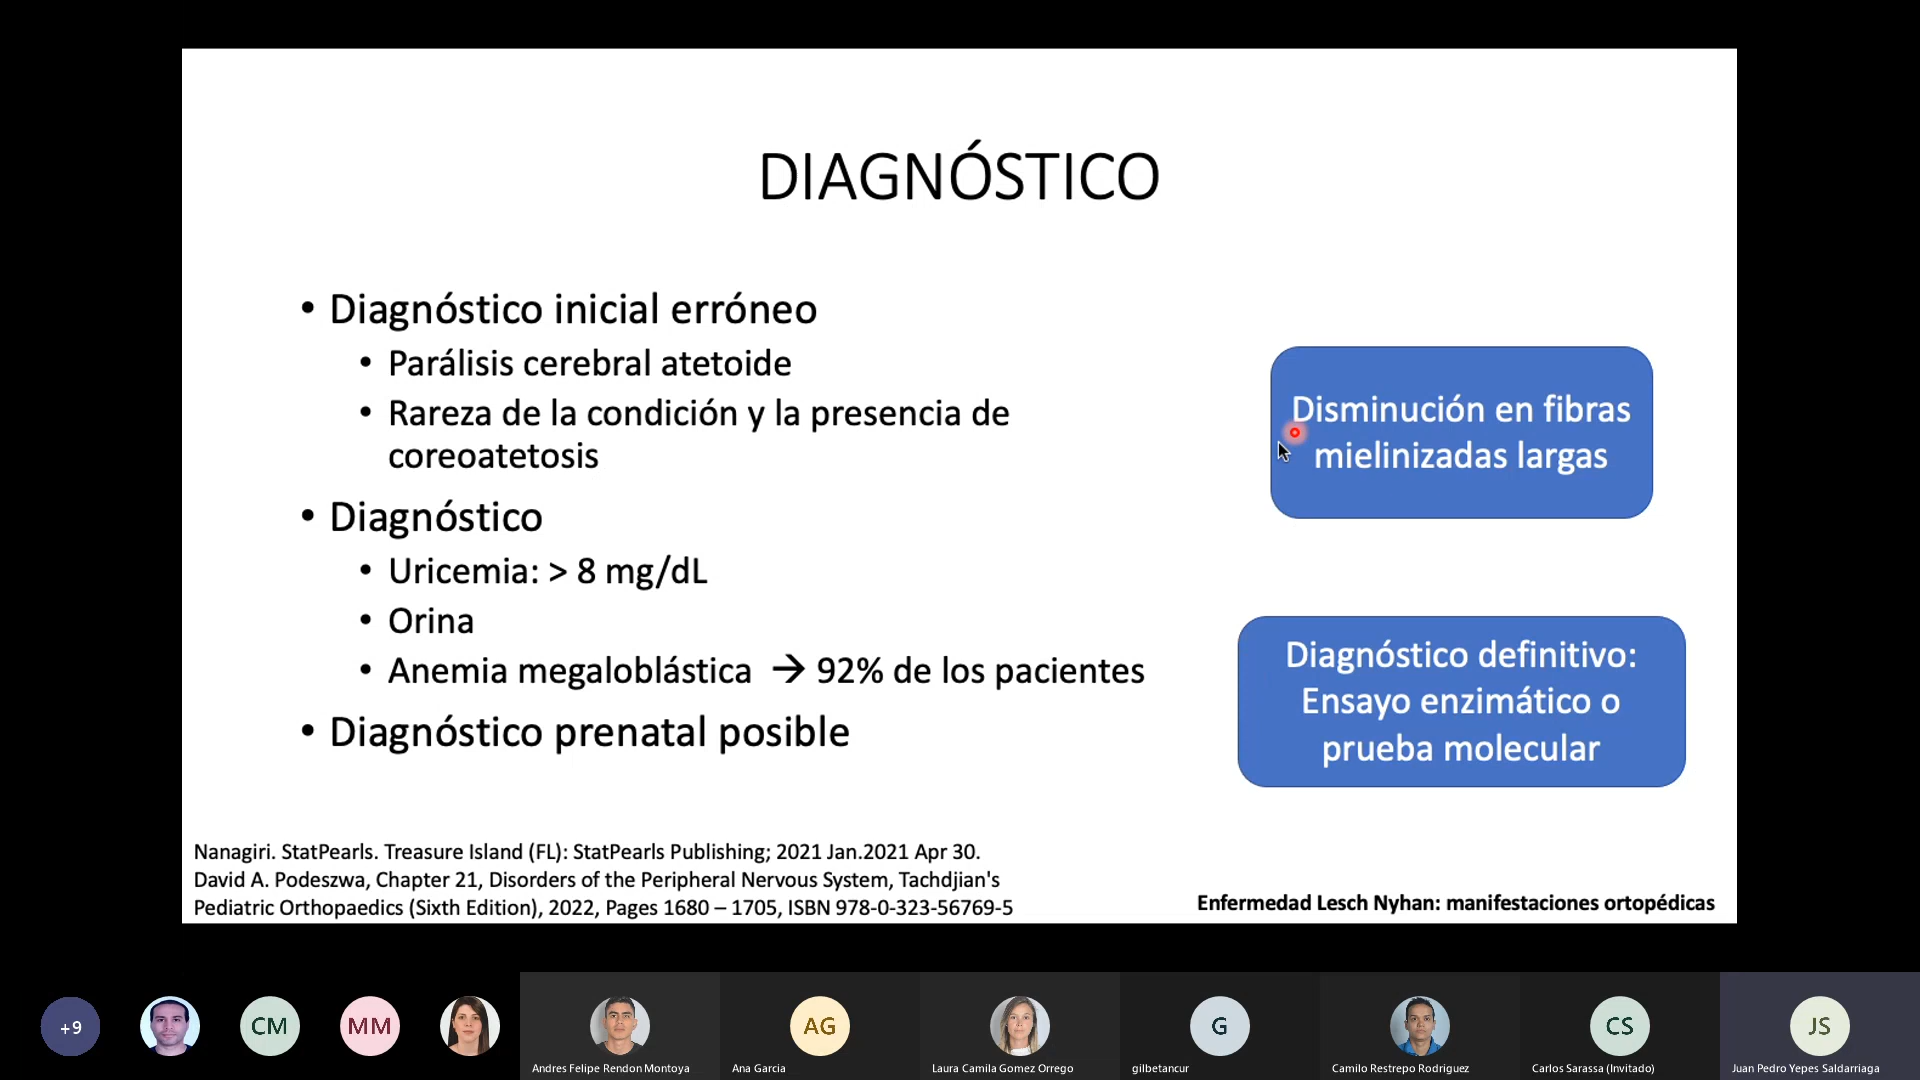 DIAGNÓSTICO
• Diagnóstico inicial erróneo
• Parálisis cerebral atetoide
• Rareza de la condición y la presencia de
coreoatetosis
• Diagnóstico
• Uricemia: > 8 mg/dL
• Orina
• Anemia megaloblástica → 92% de los pacientes
• Diagnóstico prenatal posible
Disminución en fibras
mielinizadas largas
Diagnóstico definitivo:
Ensayo enzimático o
prueba molecular
Nanagiri. StatPearls. Treasure Island (FL): StatPearls Publishing; 2021 Jan.2021 Apr 30.
David A. Podeszwa, Chapter 21, Disorders of the Peripheral Nervous System, Tachdjian's
Pediatric Orthopaedics (Sixth Edition), 2022, Pages 1680 – 1705, ISBN 978-0-323-56769-5
Enfermedad Lesch Nyhan: manifestaciones ortopédicas
+9
CM
MM
AG
G
CS
JS
Andres Felipe Rendon Montoya
Ana Garcia
Laura Camila Gomez Orrego
gilbetancur
Camilo Restrepo Rodriguez
Carlos Sarassa (Invitado)
Juan Pedro Yepes Saldarriaga